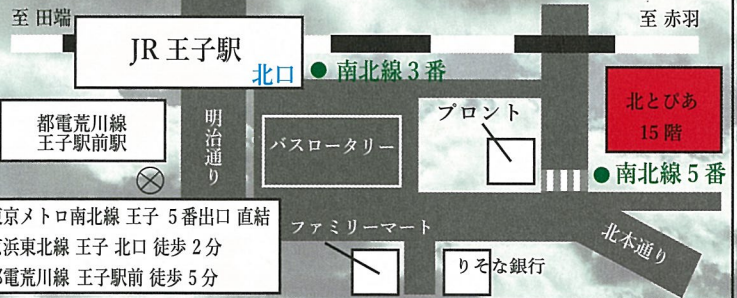 至 田端
至 赤羽
JR 王子駅
北口
南北線 3 番
北とぴあ
15 階
都電荒川線
王子駅前駅
明治通り
バスロータリー
プロント
南北線 5 番
京メトロ南北線 王子 5 番出口 直結
浜東北線 王子 北口 徒歩 2 分
電荒川線 王子駅前 徒歩 5 分
ファミリーマート
りそな銀行
北本通り